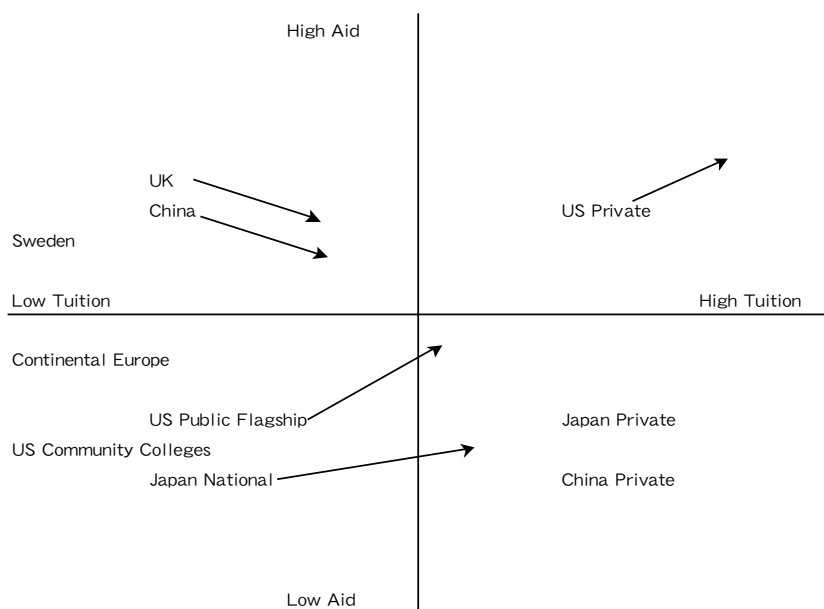 High Aid
UK
China
US Private
Sweden
Low Tuition
High Tuition
Continental Europe
US Public Flagship
Japan Private
US Community Colleges
Japan National
China Private
Low Aid